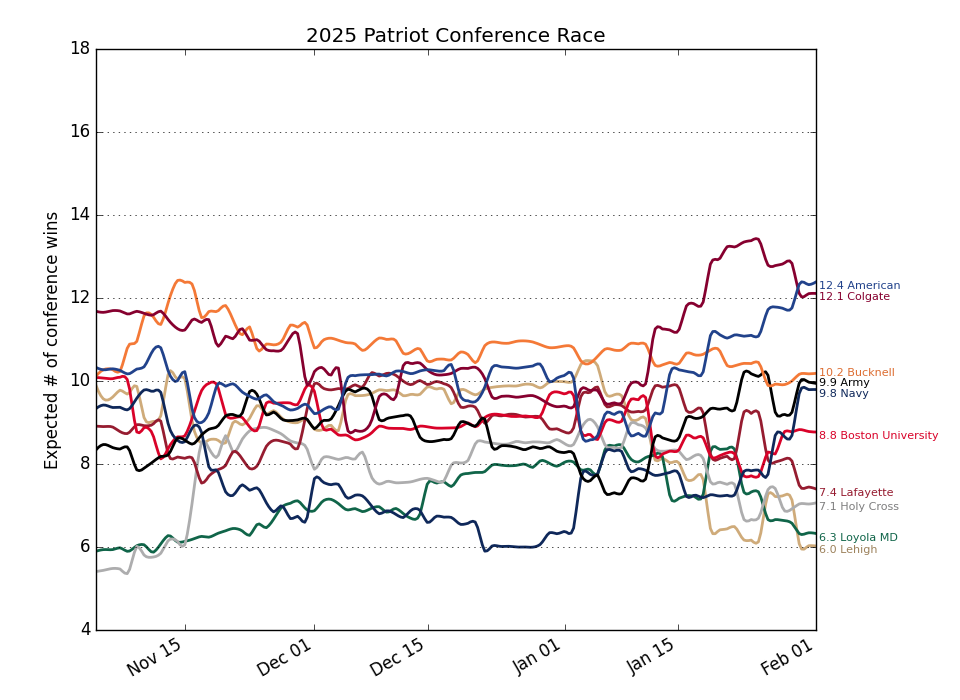 2025 Patriot Conference Race
Expected # of conference wins
18
16
14
12
10
8
6
4
Nov 15
Dec 01
Dec 15
Jan 01
Jan 15
Feb 01
12.4 American
12.1 Colgate
10.2 Bucknell
9.9 Army
9.8 Navy
8.8 Boston University
7.4 Lafayette
7.1 Holy Cross
6.3 Loyola MD
6.0 Lehigh